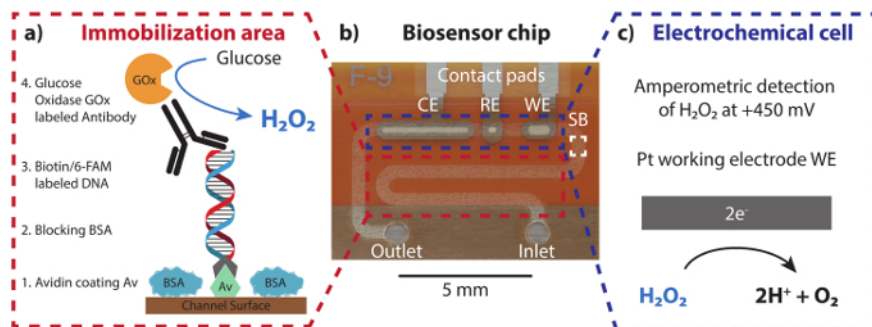 a) Immobilization area
GOx
Glucose
4. Glucose
Oxidase GOx
labeled Antibody
H₂O₂
3. Biotin/6-FAM
labeled DNA
2. Blocking BSA
1. Avidin coating Av
BSA
Av
BSA
Channel Surface
b) Biosensor chip
F-9
Contact pads
CE RE WE
SB
Outlet Inlet
5 mm
c) Electrochemical cell
Amperometric detection
of H₂O₂ at +450 mV
Pt working electrode WE
2e⁻
H₂O₂ 2H⁺ + O₂